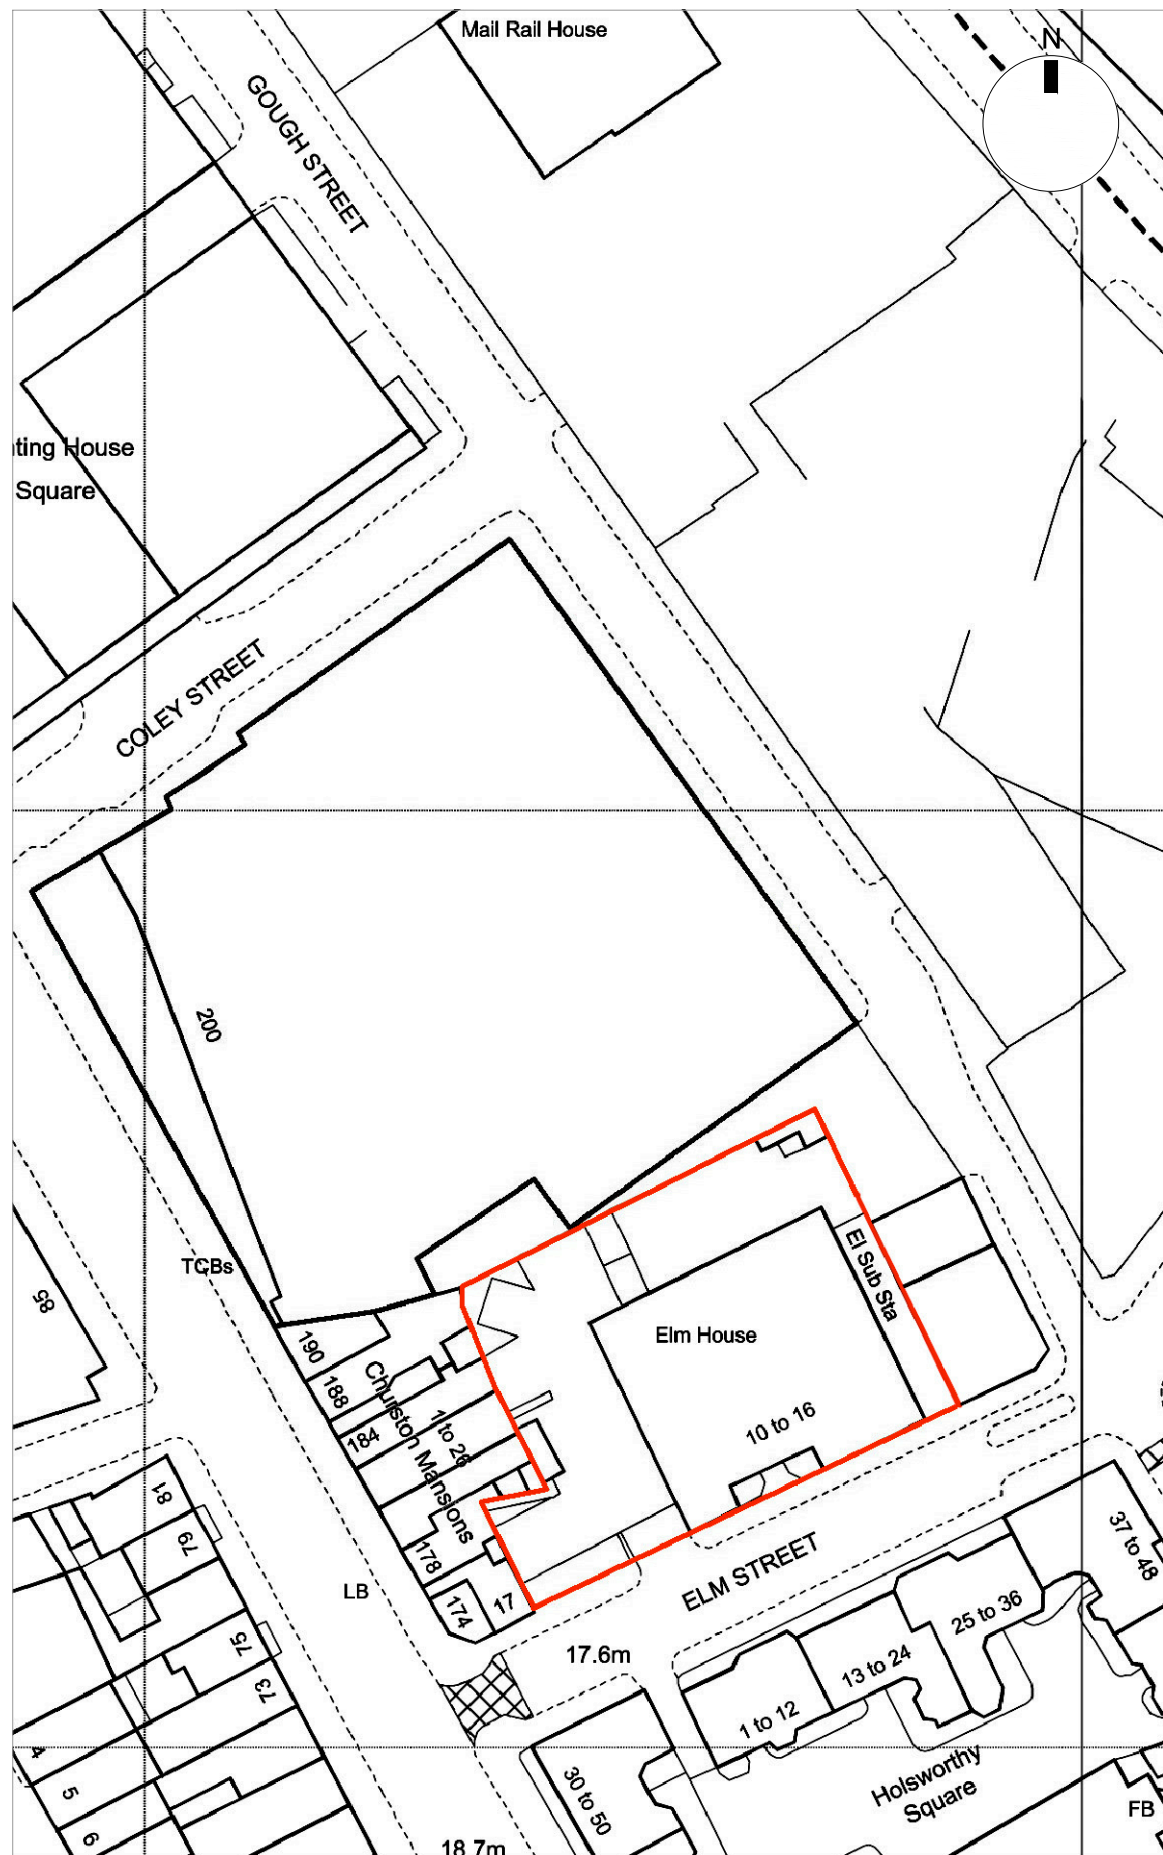 Mail Rail House
N
GOUGH STREET
ting House
Square
COLEY STREET
200
TCBs
85
190
188
184
Churston Mansions
1 to 26
178
174
17
Elm House
El Sub Sta
10 to 16
ELM STREET
LB
81
79
75
73
17.6m
37 to 48
25 to 36
13 to 24
1 to 12
Holsworthy
Square
30 to 50
FB
4
5
6
18.7m